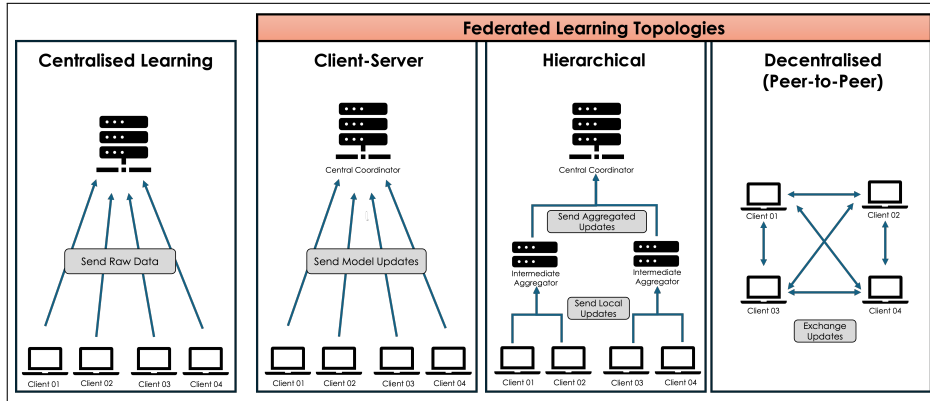 Federated Learning Topologies
Centralised Learning
Send Raw Data
Client 01
Client 02
Client 03
Client 04
Client-Server
Central Coordinator
Send Model Updates
Client 01
Client 02
Client 03
Client 04
Hierarchical
Central Coordinator
Send Aggregated
Updates
Intermediate
Aggregator
Intermediate
Aggregator
Send Local
Updates
Client 01
Client 02
Client 03
Client 04
Decentralised
(Peer-to-Peer)
Client 01
Client 02
Client 03
Client 04
Exchange
Updates